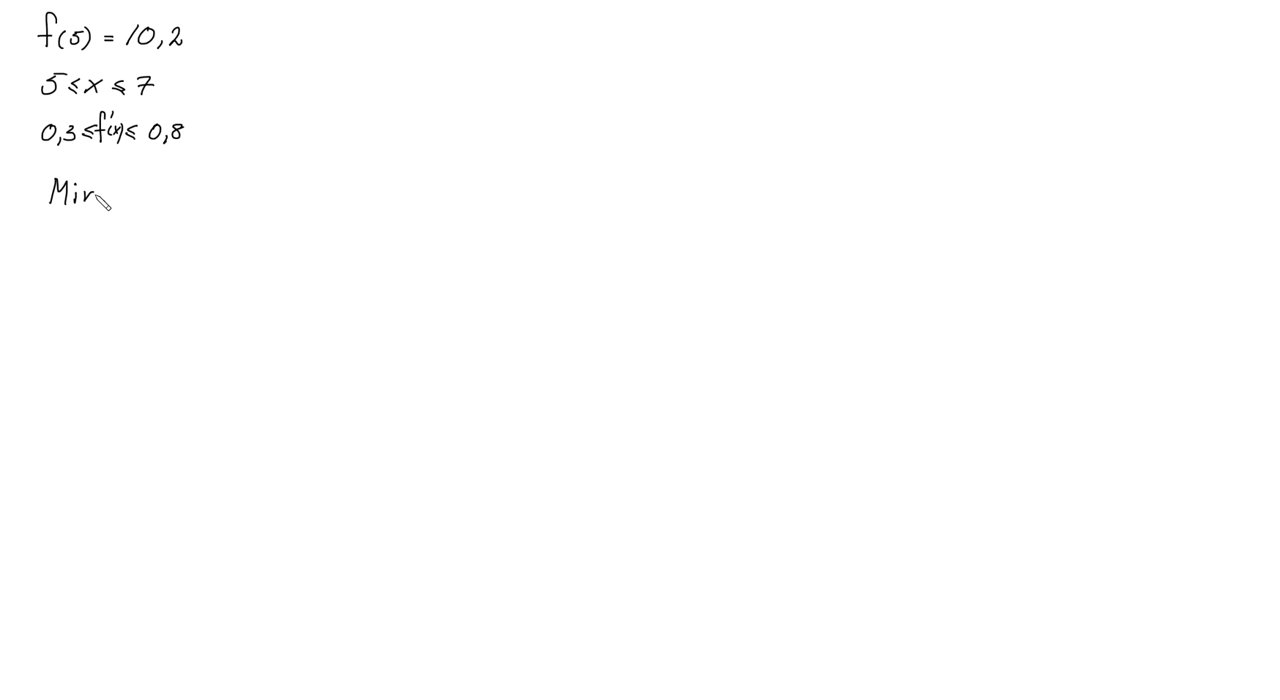 f(5) = 10,2
5 ≤ x ≤ 7
0,3 ≤ f'(x) ≤ 0,8
Mir